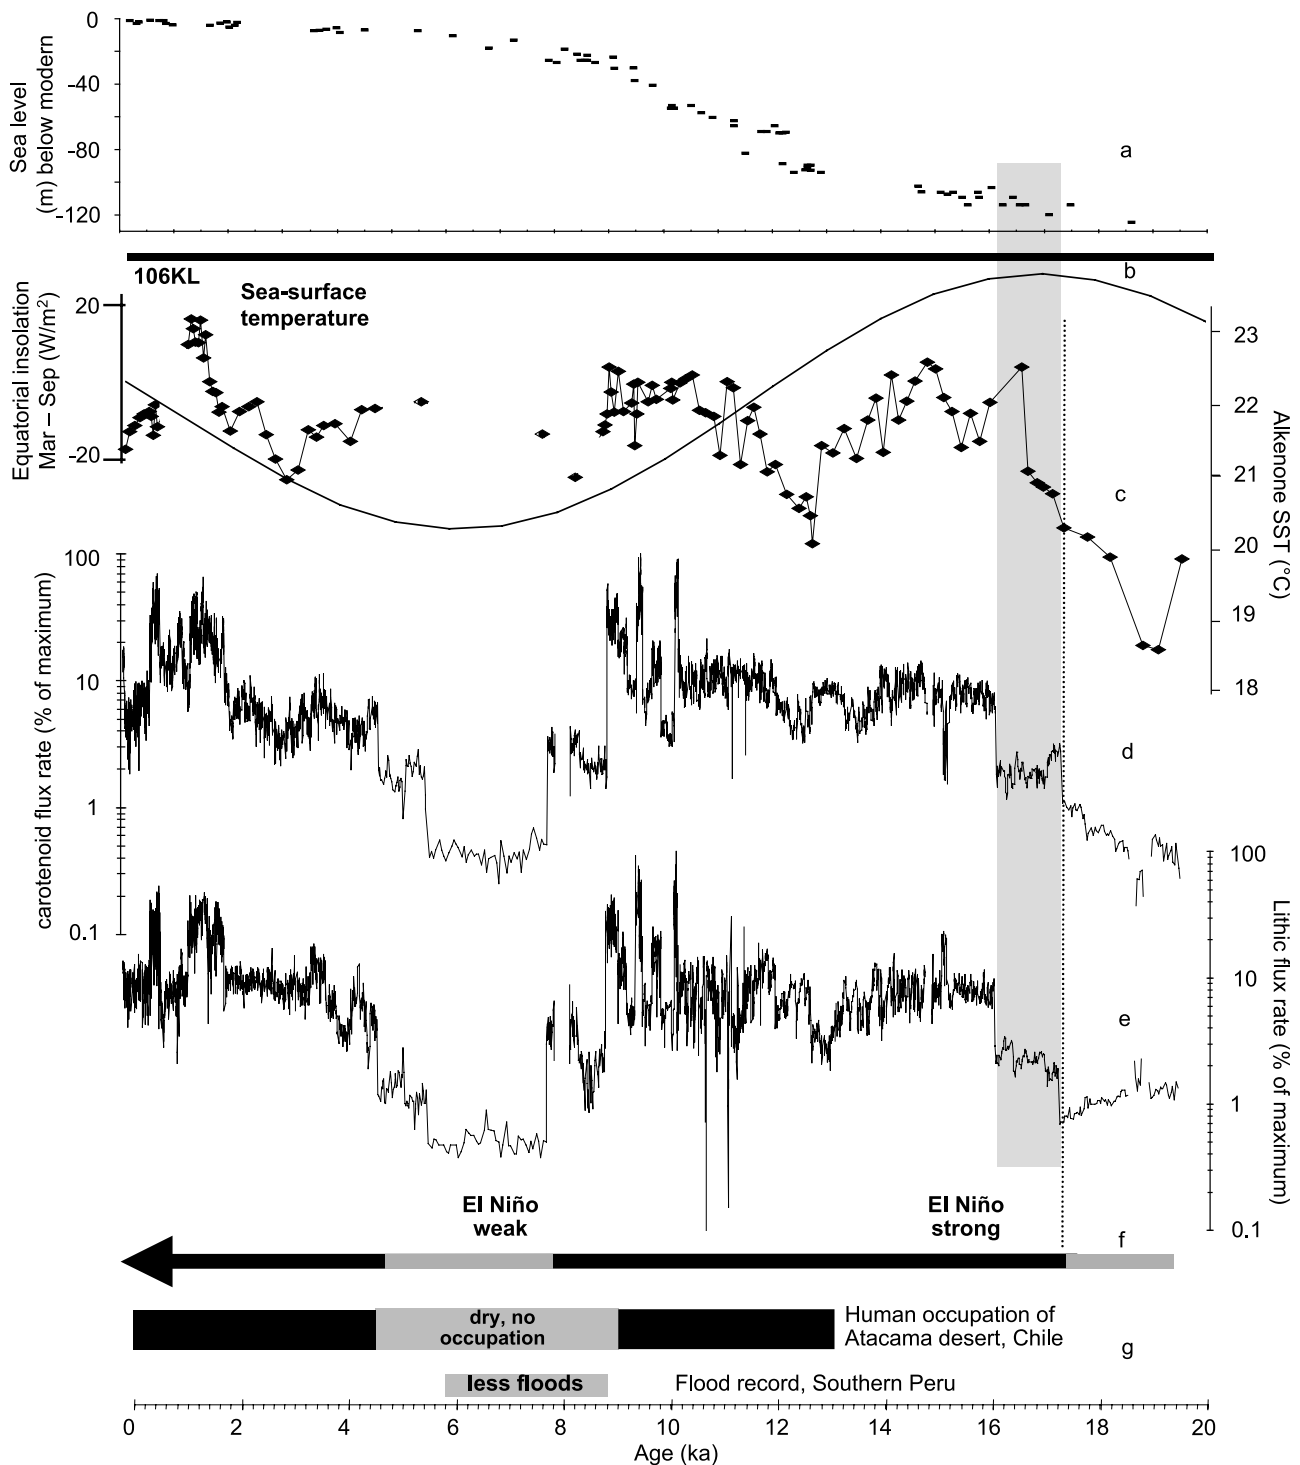 0
-40
-80
-120
Sea level
(m) below modern
a
106KL
b
Sea-surface
temperature
20
-20
Equatorial insolation
Mar – Sep (W/m²)
23
22
21
20
19
18
Alkenone SST (°C)
c
100
10
1
0.1
carotenoid flux rate (% of maximum)
d
100
10
1
0.1
Lithic flux rate (% of maximum)
e
El Niño
weak
El Niño
strong
f
dry, no
occupation
Human occupation of
Atacama desert, Chile
g
less floods
Flood record, Southern Peru
0 2 4 6 8 10 12 14 16 18 20
Age (ka)